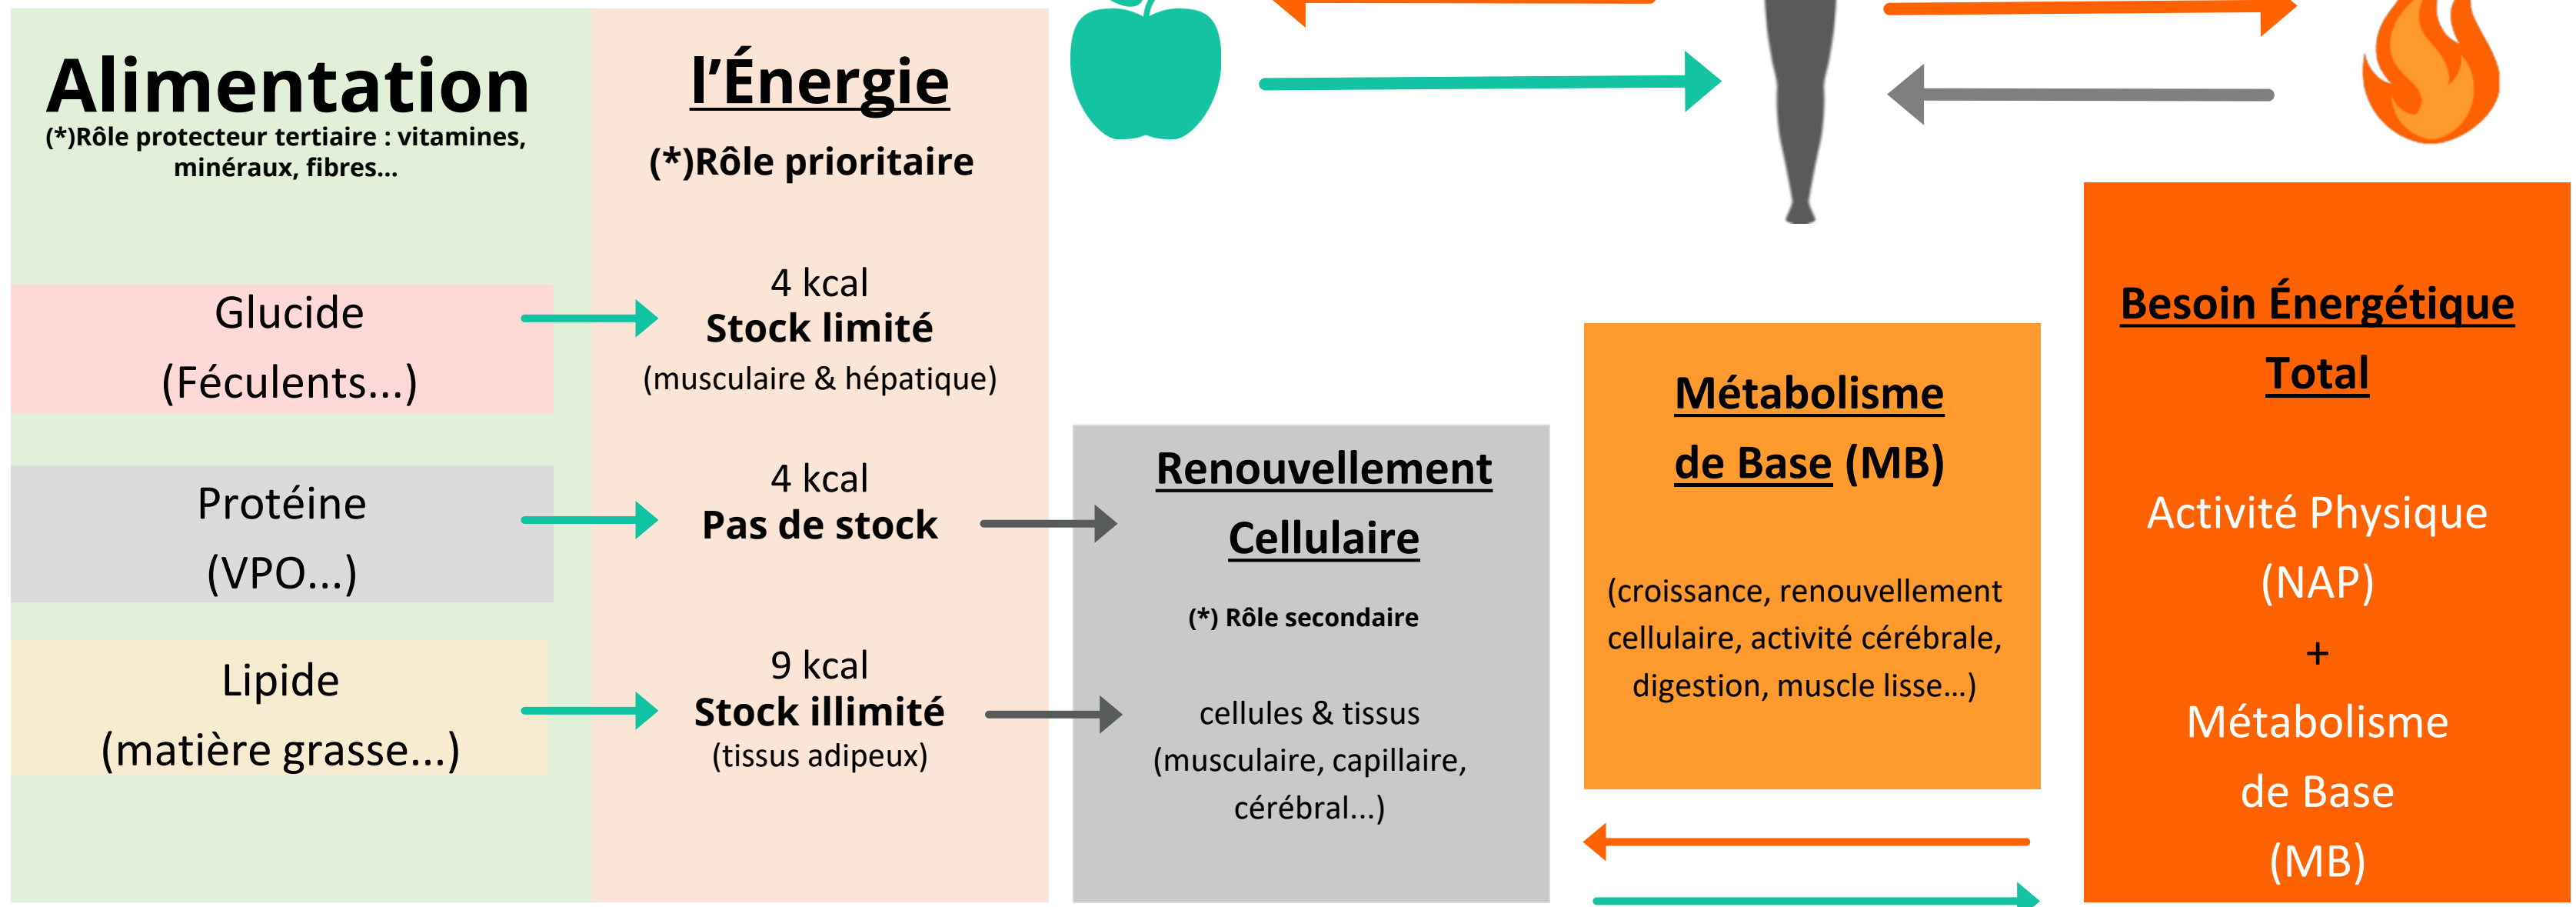 Alimentation
(*)Rôle protecteur tertiaire : vitamines,
minéraux, fibres...
Glucide
(Féculents...)
Protéine
(VPO...)
Lipide
(matière grasse...)
l’Énergie
(*)Rôle prioritaire
4 kcal
Stock limité
(musculaire & hépatique)
4 kcal
Pas de stock
9 kcal
Stock illimité
(tissus adipeux)
Renouvellement
Cellulaire
(*) Rôle secondaire
cellules & tissus
(musculaire, capillaire,
cérébral...)
Métabolisme
de Base (MB)
(croissance, renouvellement
cellulaire, activité cérébrale,
digestion, muscle lisse...)
Besoin Énergétique
Total
Activité Physique
(NAP)
+
Métabolisme
de Base
(MB)